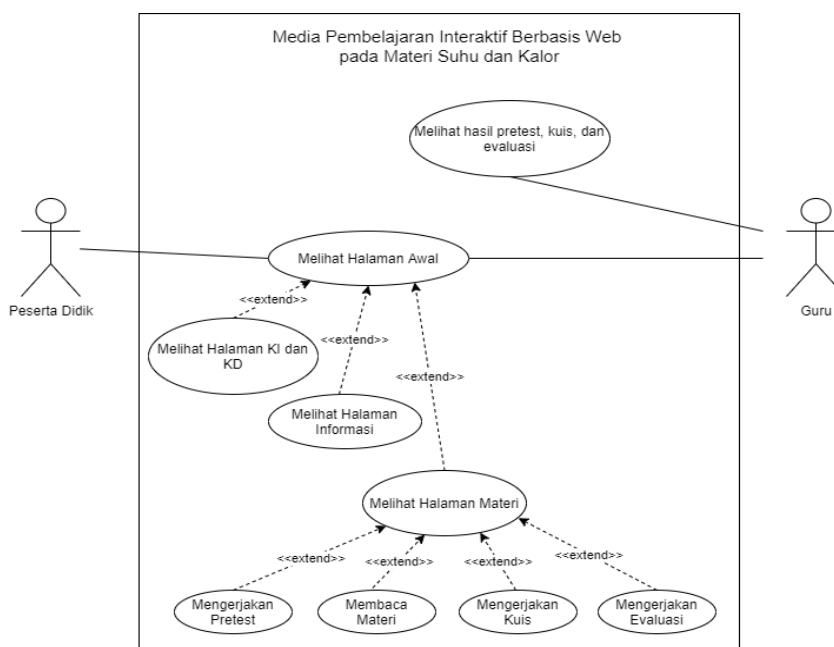 Media Pembelajaran Interaktif Berbasis Web
pada Materi Suhu dan Kalor
Melihat hasil pretest, kuis, dan
evaluasi
Melihat Halaman Awal
Peserta Didik
Guru
<<extend>>
Melihat Halaman KI dan
KD
<<extend>>
<<extend>>
Melihat Halaman
Informasi
Melihat Halaman Materi
<<extend>>
<<extend>>
<<extend>>
<<extend>>
Mengerjakan
Pretest
Membaca
Materi
Mengerjakan
Kuis
Mengerjakan
Evaluasi